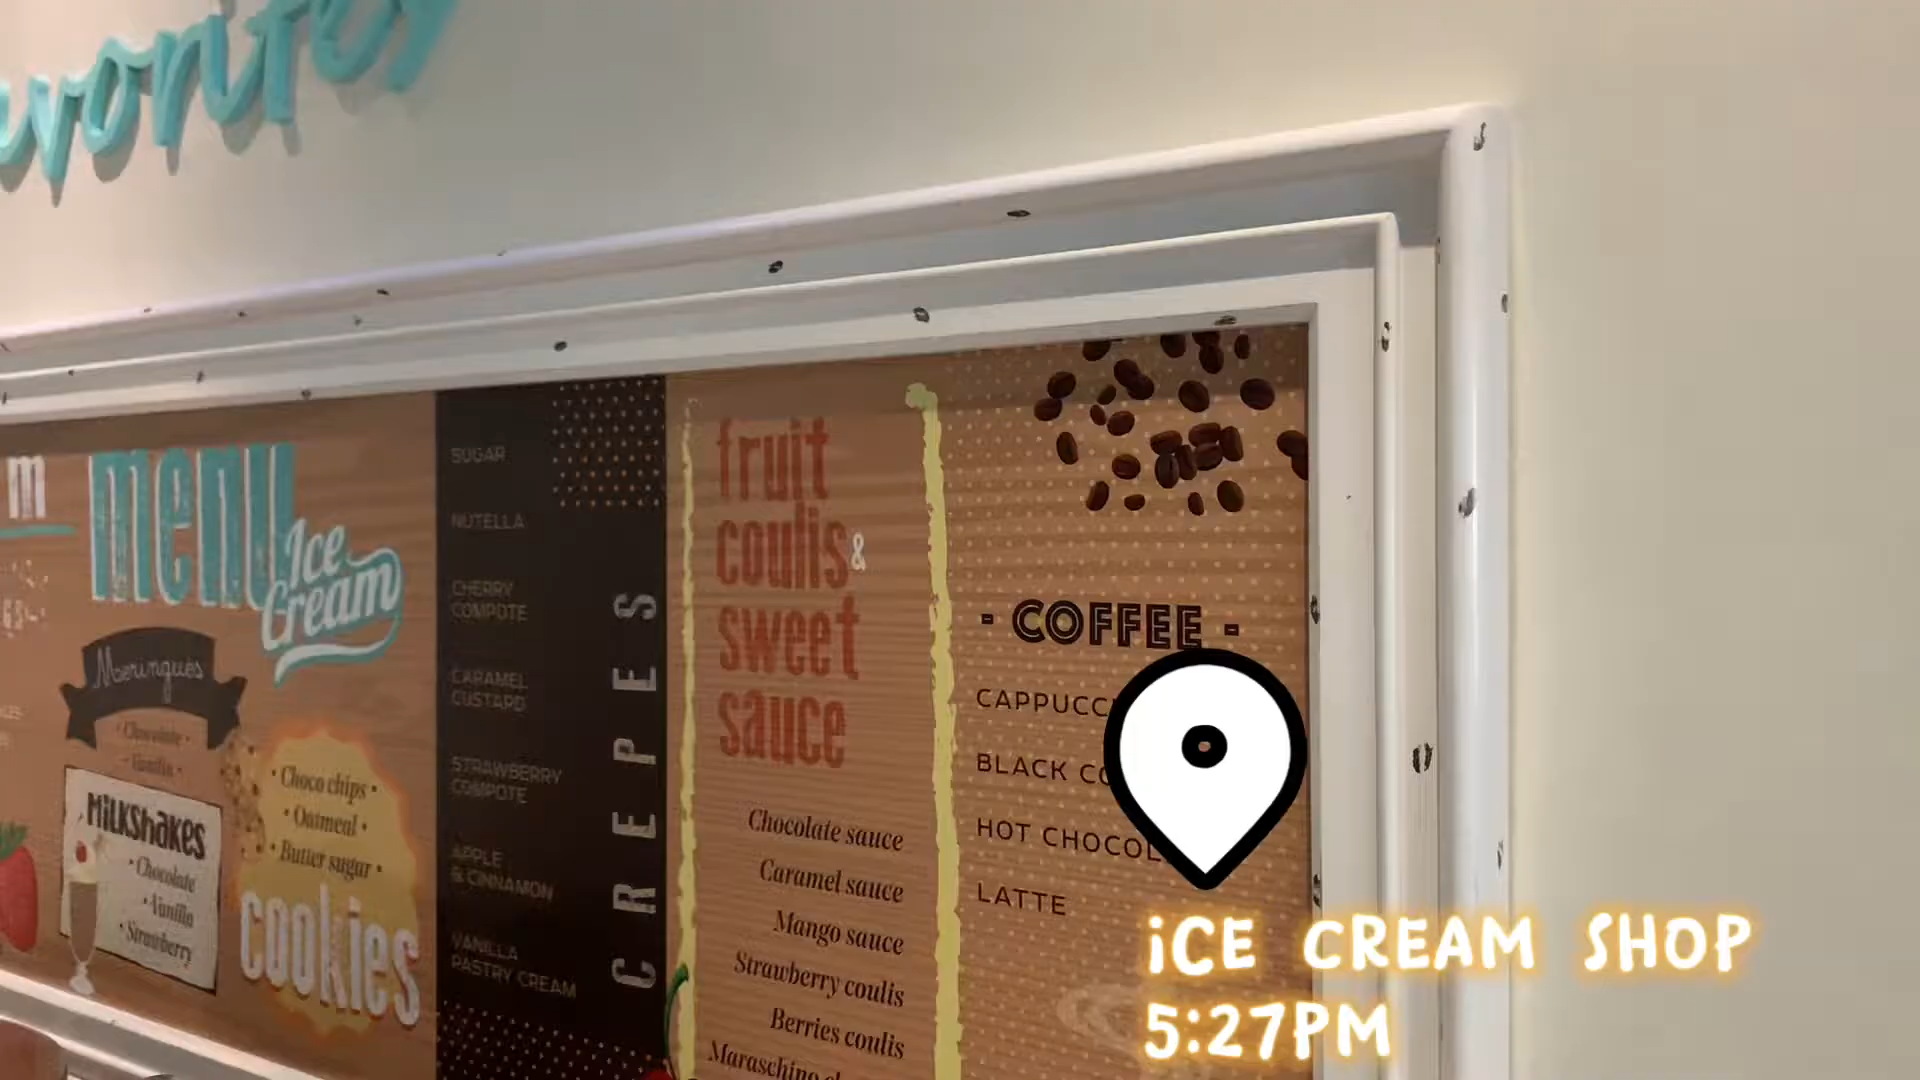 menu
Ice
Cream
Meringues
· Chocolate ·
· Vanilla ·
MilKshaKes
· Chocolate
· Vanilla
· Strawberry
· Choco chips ·
· Oatmeal ·
· Butter sugar ·
cookies
SUGAR
NUTELLA
CHERRY
COMPOTE
CARAMEL
CUSTARD
STRAWBERRY
COMPOTE
APPLE
& CINNAMON
VANILLA
PASTRY CREAM
CREPES
fruit
coulis &
sweet
sauce
Chocolate sauce
Caramel sauce
Mango sauce
Strawberry coulis
Berries coulis
Maraschino
- COFFEE -
CAPPUCC
BLACK CO
HOT CHOCOL
LATTE
iCE CREAM SHOP
5:27PM